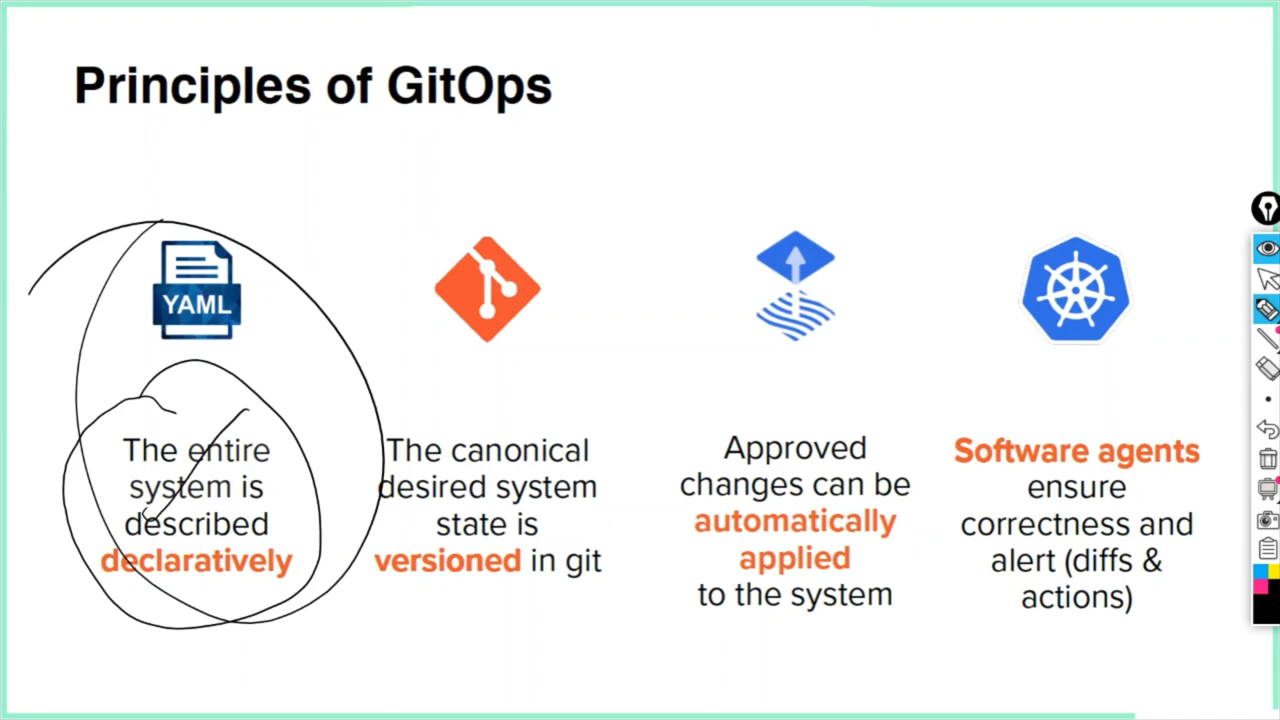 Principles of GitOps
YAML
The entire
system is
described
declaratively
The canonical
desired system
state is
versioned in git
Approved
changes can be
automatically
applied
to the system
Software agents
ensure
correctness and
alert (diffs &
actions)